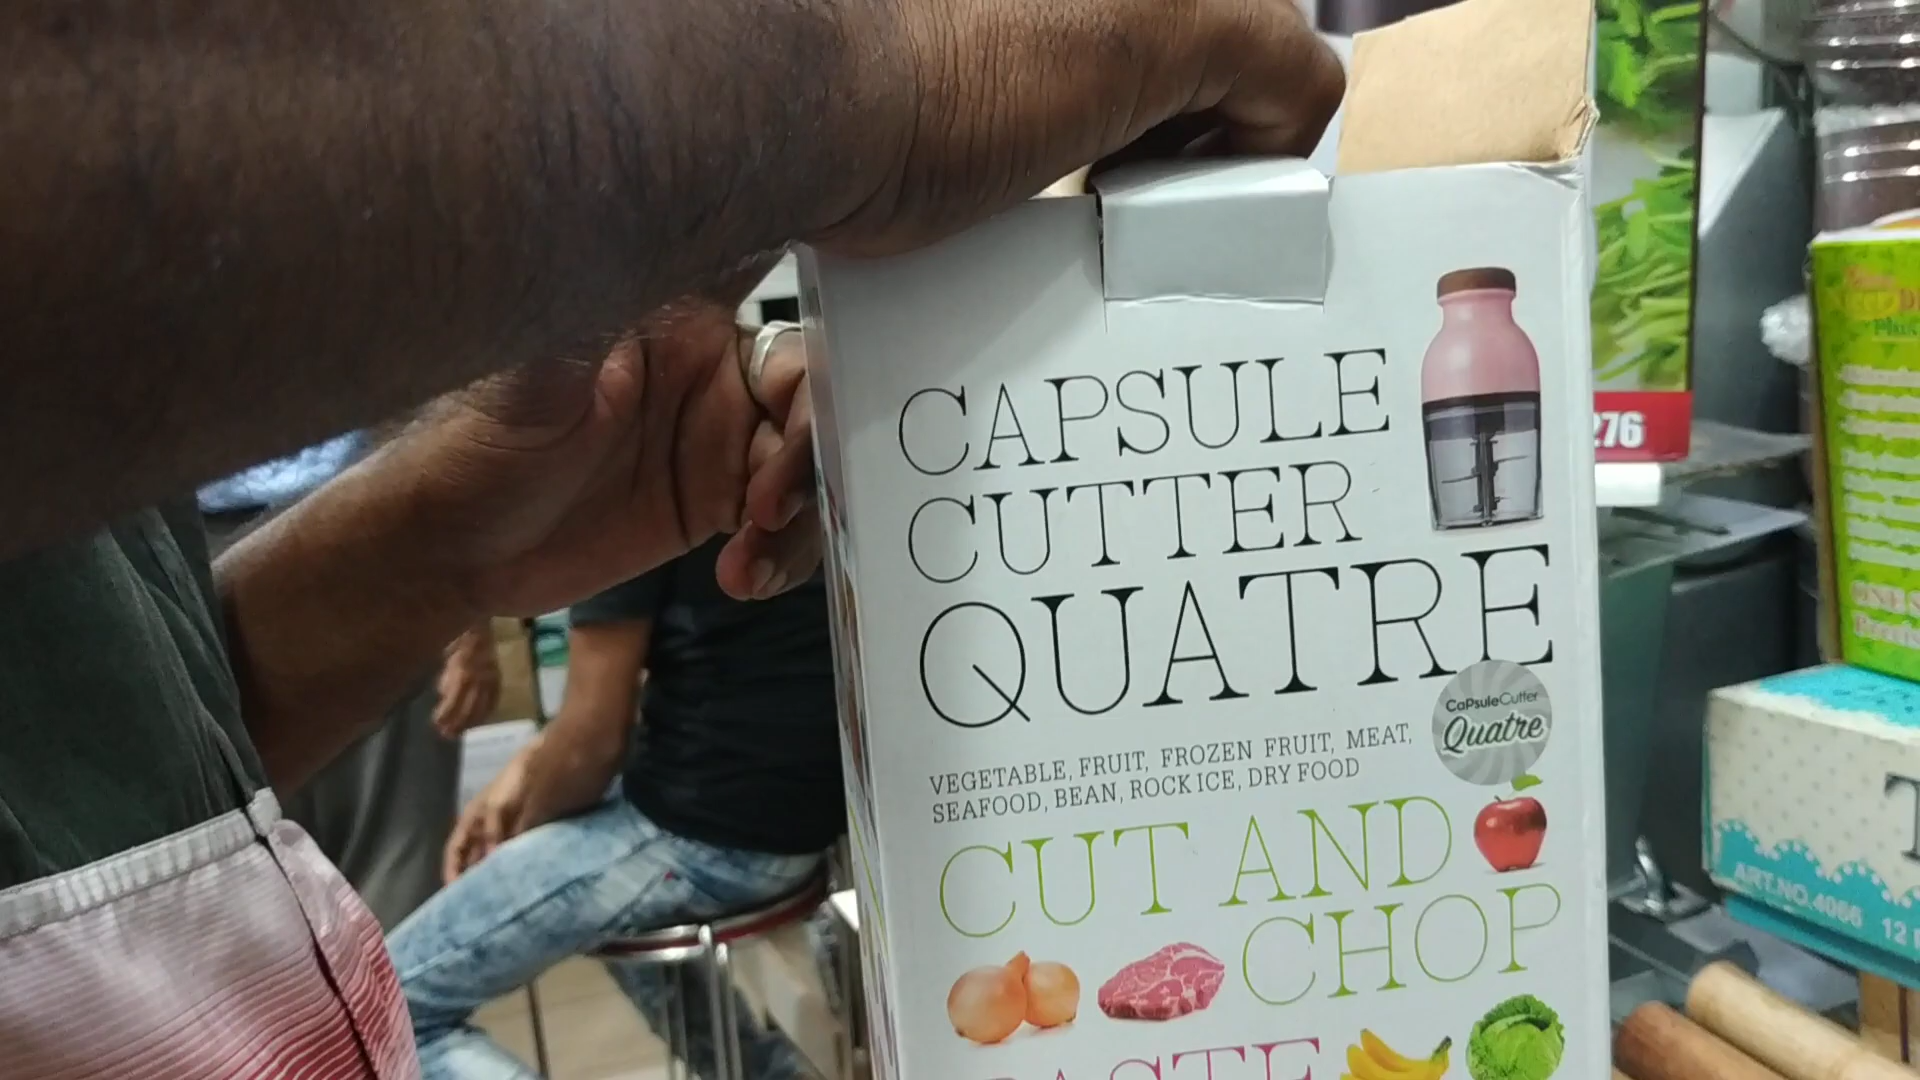 CAPSULE
CUTTER
QUATRE
CaPsuleCutter
Quatre
VEGETABLE, FRUIT, FROZEN FRUIT, MEAT,
SEAFOOD, BEAN, ROCK ICE, DRY FOOD
CUT AND
CHOP
276
ART.NO.4066 12